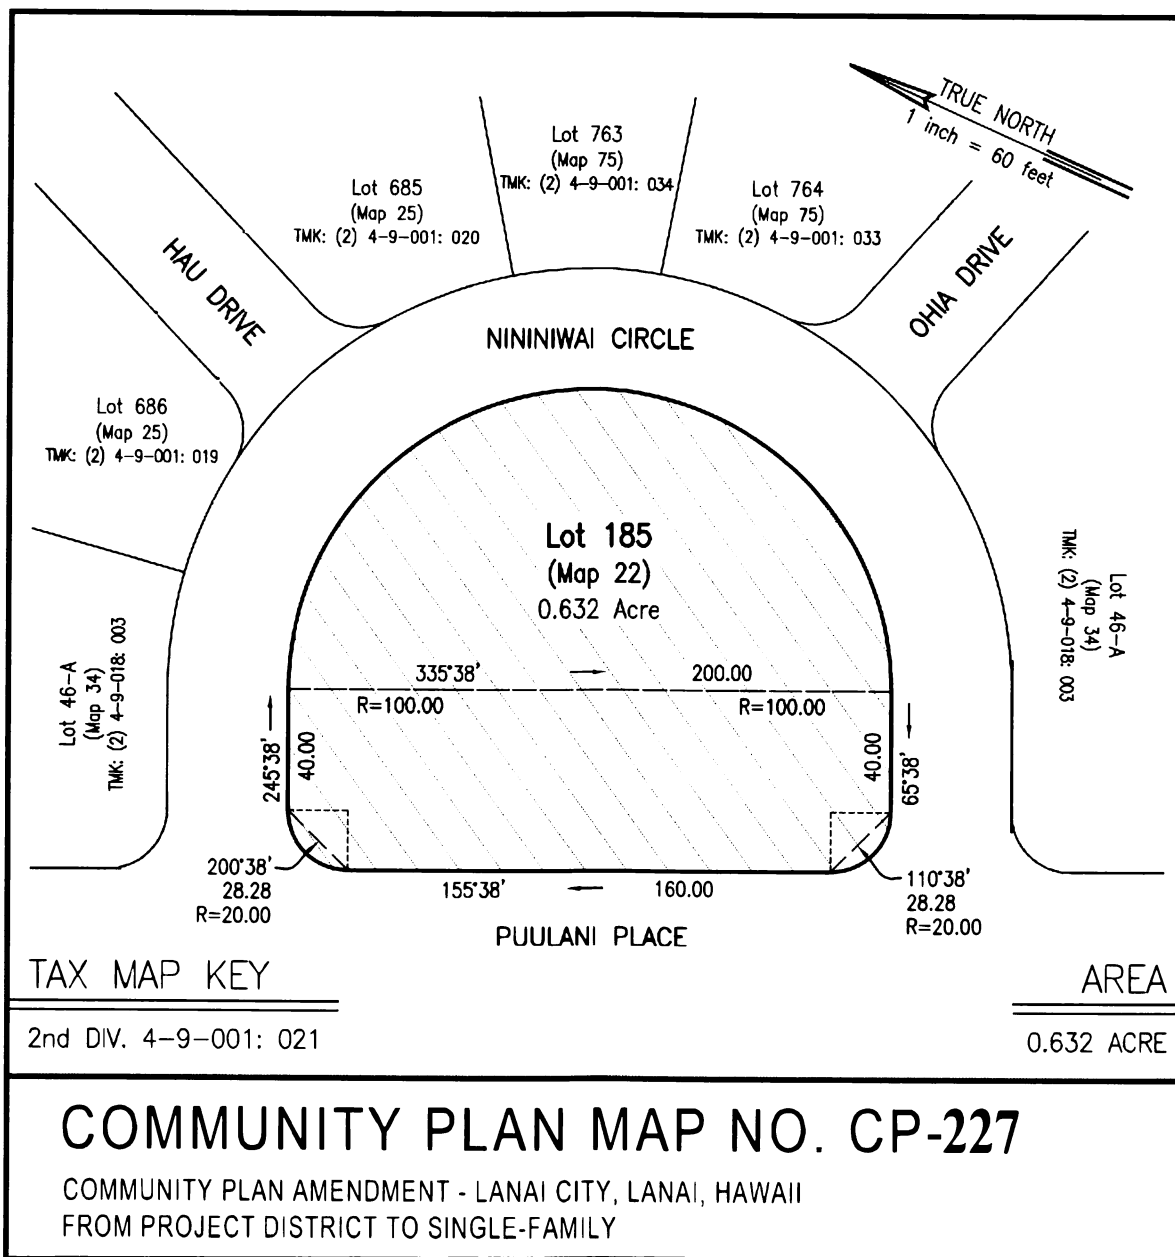 TRUE NORTH
1 inch = 60 feet
Lot 763
(Map 75)
TMK: (2) 4-9-001: 034
Lot 685
(Map 25)
TMK: (2) 4-9-001: 020
Lot 764
(Map 75)
TMK: (2) 4-9-001: 033
HAU DRIVE
OHIA DRIVE
NININIWAI CIRCLE
Lot 686
(Map 25)
TMK: (2) 4-9-001: 019
Lot 185
(Map 22)
0.632 Acre
Lot 46-A
(Map 34)
TMK: (2) 4-9-018: 003
Lot 46-A
(Map 34)
TMK: (2) 4-9-018: 003
335°38' 200.00
R=100.00 R=100.00
245°38'
40.00
40.00
65°38'
200°38'
28.28
R=20.00
155°38' 160.00
110°38'
28.28
R=20.00
PUULANI PLACE
TAX MAP KEY
2nd DIV. 4-9-001: 021
AREA
0.632 ACRE
COMMUNITY PLAN MAP NO. CP-227
COMMUNITY PLAN AMENDMENT - LANAI CITY, LANAI, HAWAII
FROM PROJECT DISTRICT TO SINGLE-FAMILY